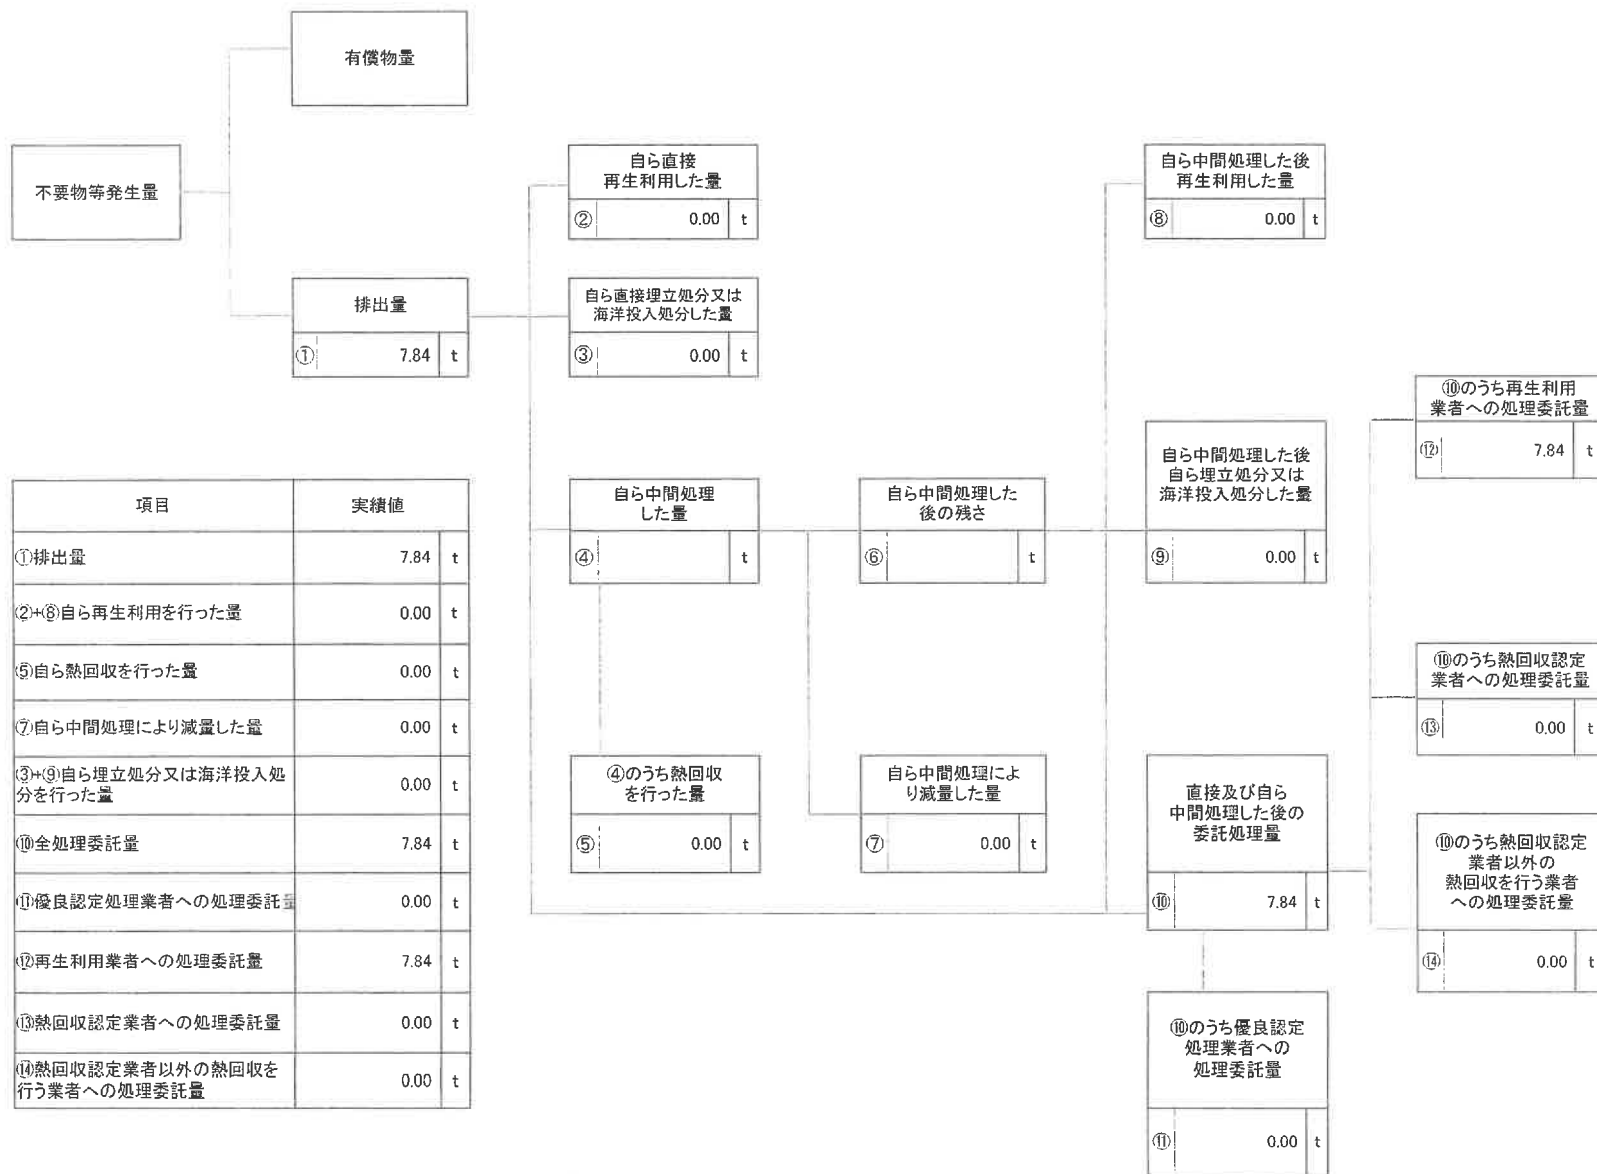 有償物量
不要物等発生量
排出量
① 7.84 t
自ら直接
再生利用した量
② 0.00 t
自ら直接埋立処分又は
海洋投入処分した量
③ 0.00 t
自ら中間処理
した量
④ t
④のうち熱回収
を行った量
⑤ 0.00 t
自ら中間処理した
後の残さ
⑥ t
自ら中間処理によ
り減量した量
⑦ 0.00 t
自ら中間処理した後
再生利用した量
⑧ 0.00 t
自ら中間処理した後
自ら埋立処分又は
海洋投入処分した量
⑨ 0.00 t
直接及び自ら
中間処理した後の
委託処理量
⑩ 7.84 t
⑩のうち優良認定
処理業者への
処理委託量
⑪ 0.00 t
⑩のうち再生利用
業者への処理委託量
⑫ 7.84 t
⑩のうち熱回収認定
業者への処理委託量
⑬ 0.00 t
⑩のうち熱回収認定
業者以外の
熱回収を行う業者
への処理委託量
⑭ 0.00 t
項目 実績値
①排出量 7.84 t
②+⑧自ら再生利用を行った量 0.00 t
⑤自ら熱回収を行った量 0.00 t
⑦自ら中間処理により減量した量 0.00 t
③+⑨自ら埋立処分又は海洋投入処
分を行った量 0.00 t
⑩全処理委託量 7.84 t
⑪優良認定処理業者への処理委託量 0.00 t
⑫再生利用業者への処理委託量 7.84 t
⑬熱回収認定業者への処理委託量 0.00 t
⑭熱回収認定業者以外の熱回収を
行う業者への処理委託量 0.00 t